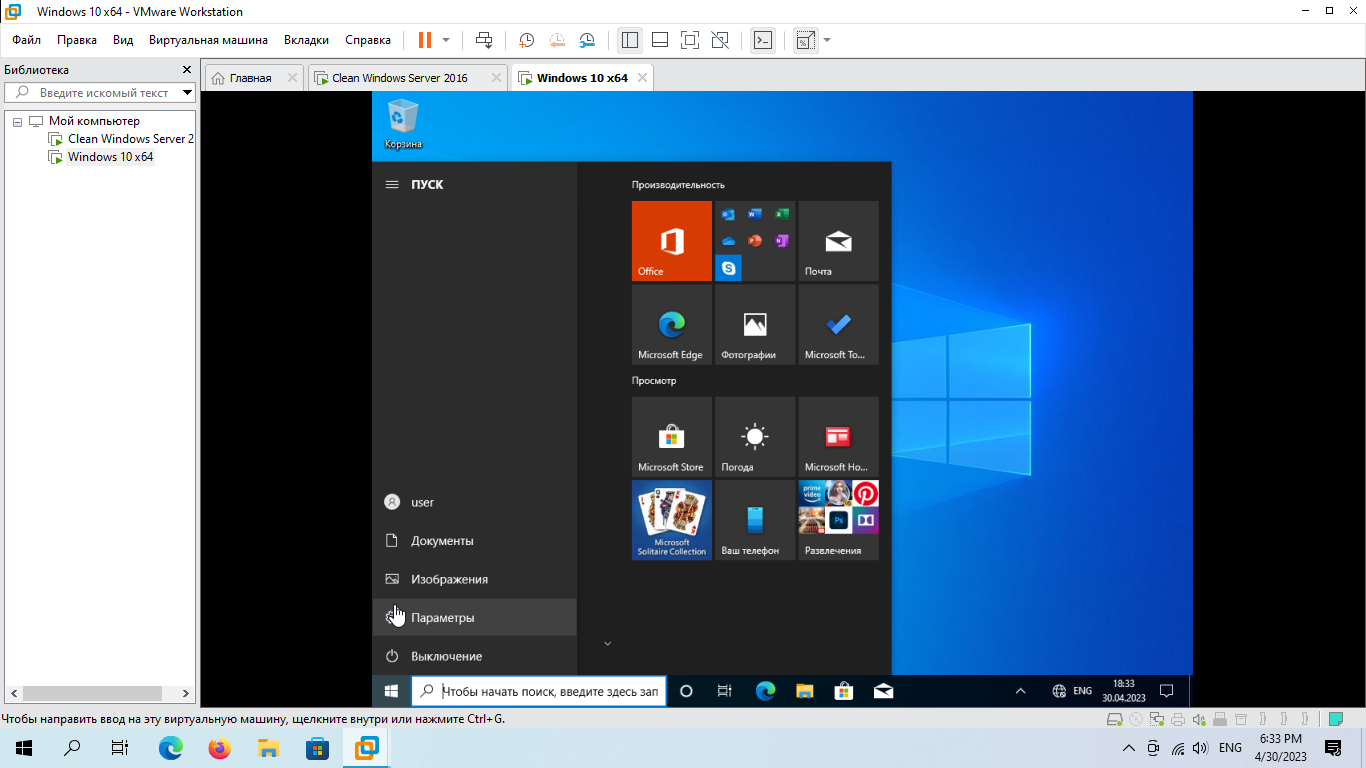 Windows 10 x64 - VMware Workstation
Файл Правка Вид Виртуальная машина Вкладки Справка
Библиотека
Введите искомый текст
Мой компьютер
Clean Windows Server 2
Windows 10 x64
Главная
Clean Windows Server 2016
Windows 10 x64
Корзина
ПУСК
user
Документы
Изображения
Параметры
Выключение
Производительность
Office
Почта
Microsoft Edge
Фотографии
Microsoft To...
Просмотр
Microsoft Store
Погода
Microsoft Ho...
Microsoft
Solitaire Collection
Ваш телефон
prime
video
Ps
Развлечения
Чтобы начать поиск, введите здесь зап
ENG
18:33
30.04.2023
Чтобы направить ввод на эту виртуальную машину, щелкните внутри или нажмите Ctrl+G.
ENG
6:33 PM
4/30/2023